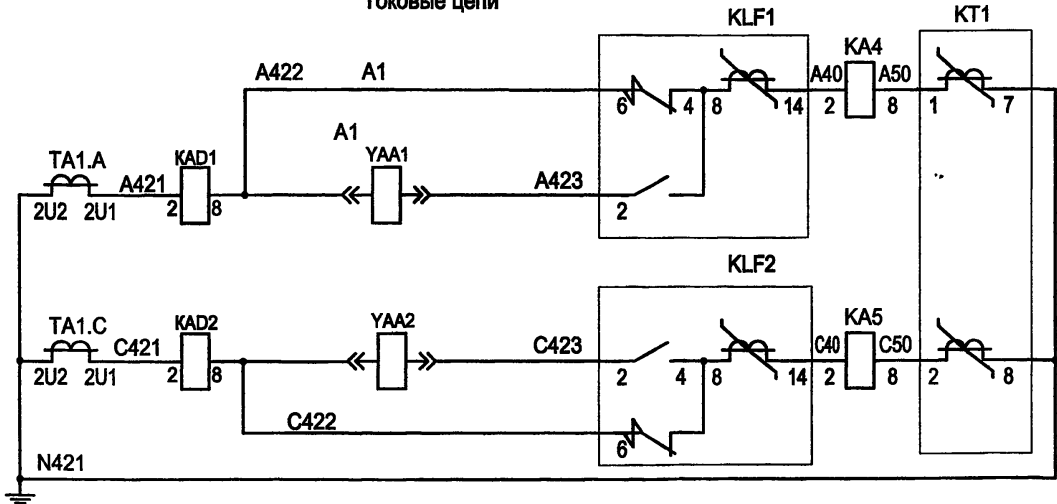 Токовые цепи
KLF1
KT1
A422 A1
KA4
A40 A50
6 4 8 14 2 8 1 7
A1
TA1.A KAD1 YAA1
A421 A423
2U2 2U1 2 8 2
KLF2
TA1.C KAD2 YAA2 KA5
C421 C423 C40 C50
2U2 2U1 2 8 2 4 8 14 2 8 2 8
C422
6
N421